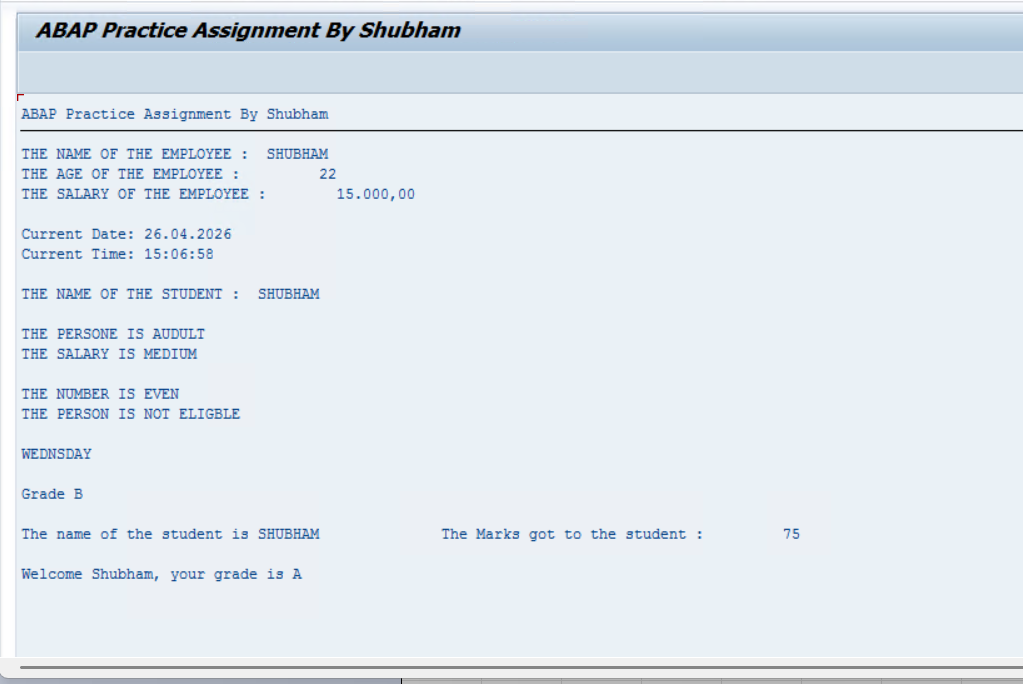 ABAP Practice Assignment By Shubham
ABAP Practice Assignment By Shubham
THE NAME OF THE EMPLOYEE : SHUBHAM
THE AGE OF THE EMPLOYEE : 22
THE SALARY OF THE EMPLOYEE : 15.000,00
Current Date: 26.04.2026
Current Time: 15:06:58
THE NAME OF THE STUDENT : SHUBHAM
THE PERSONE IS AUDULT
THE SALARY IS MEDIUM
THE NUMBER IS EVEN
THE PERSON IS NOT ELIGBLE
WEDNSDAY
Grade B
The name of the student is SHUBHAM The Marks got to the student : 75
Welcome Shubham, your grade is A